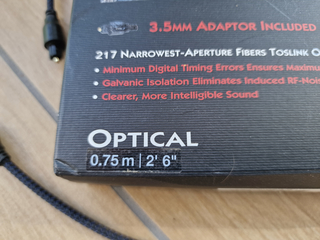 3.5mm Adaptor Included
217 Narrowest-Aperture Fibers Toslink
• Minimum Digital Timing Errors Ensures
• Galvanic Isolation Eliminates Induced
• Clearer, More Intelligible Sound
Optical
0.75 m | 2' 6"